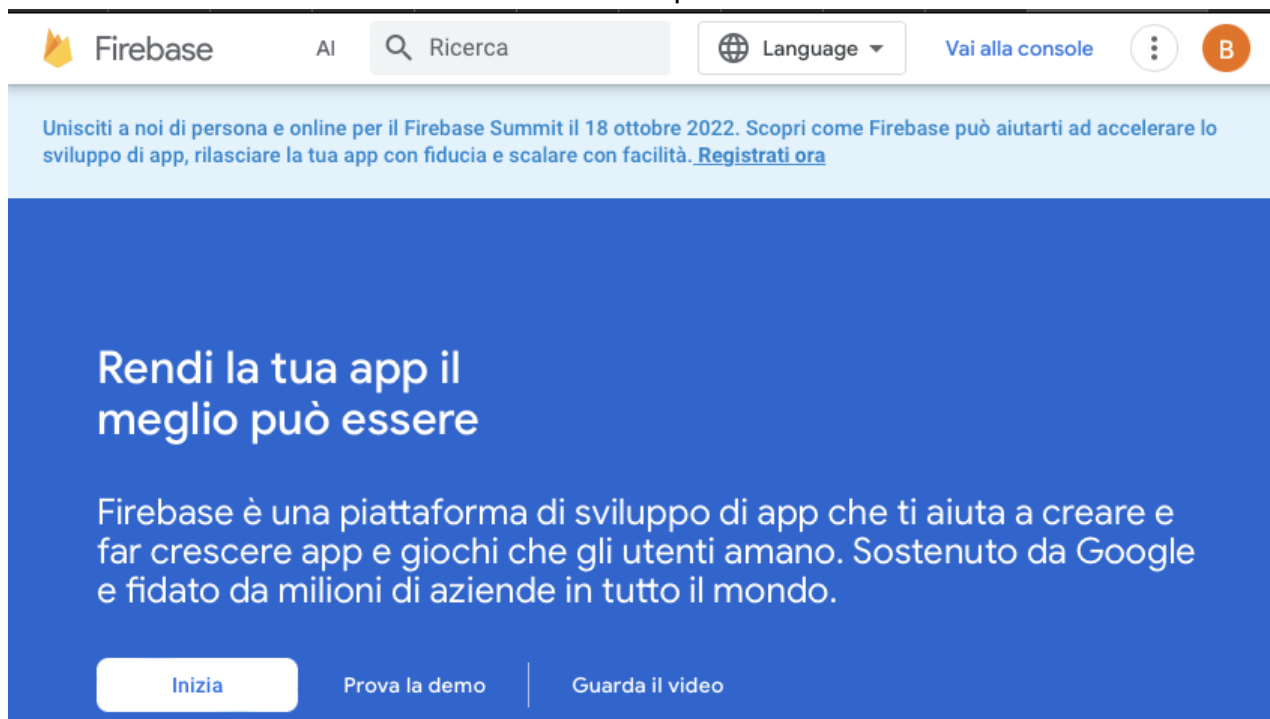 Firebase AI Ricerca Language Vai alla console B
Unisciti a noi di persona e online per il Firebase Summit il 18 ottobre 2022. Scopri come Firebase può aiutarti ad accelerare lo
sviluppo di app, rilasciare la tua app con fiducia e scalare con facilità. Registrati ora
Rendi la tua app il
meglio può essere
Firebase è una piattaforma di sviluppo di app che ti aiuta a creare e
far crescere app e giochi che gli utenti amano. Sostenuto da Google
e fidato da milioni di aziende in tutto il mondo.
Inizia Prova la demo Guarda il video